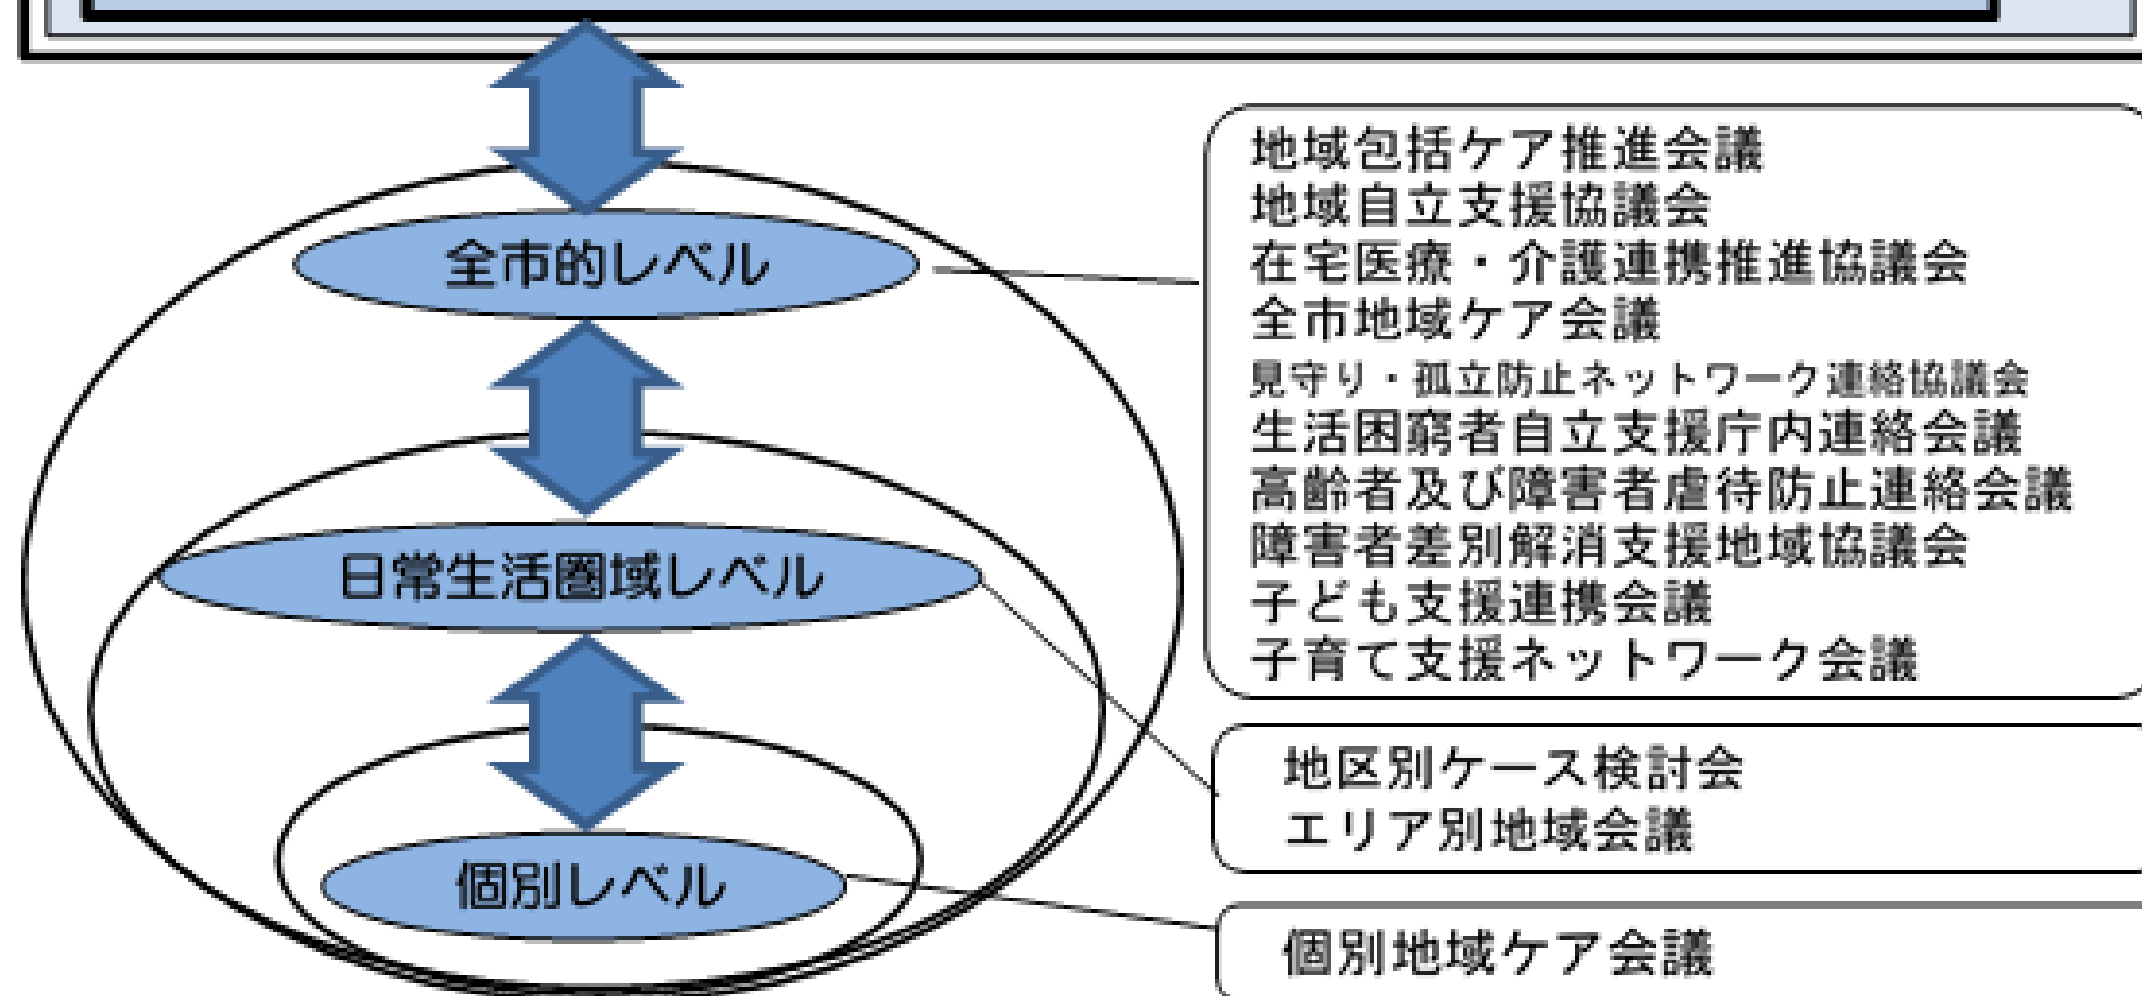 全市的レベル
地域包括ケア推進会議
地域自立支援協議会
在宅医療・介護連携推進協議会
全市地域ケア会議
見守り・孤立防止ネットワーク連絡協議会
生活困窮者自立支援庁内連絡会議
高齢者及び障害者虐待防止連絡会議
障害者差別解消支援地域協議会
子ども支援連携会議
子育て支援ネットワーク会議
日常生活圏域レベル
地区別ケース検討会
エリア別地域会議
個別レベル
個別地域ケア会議